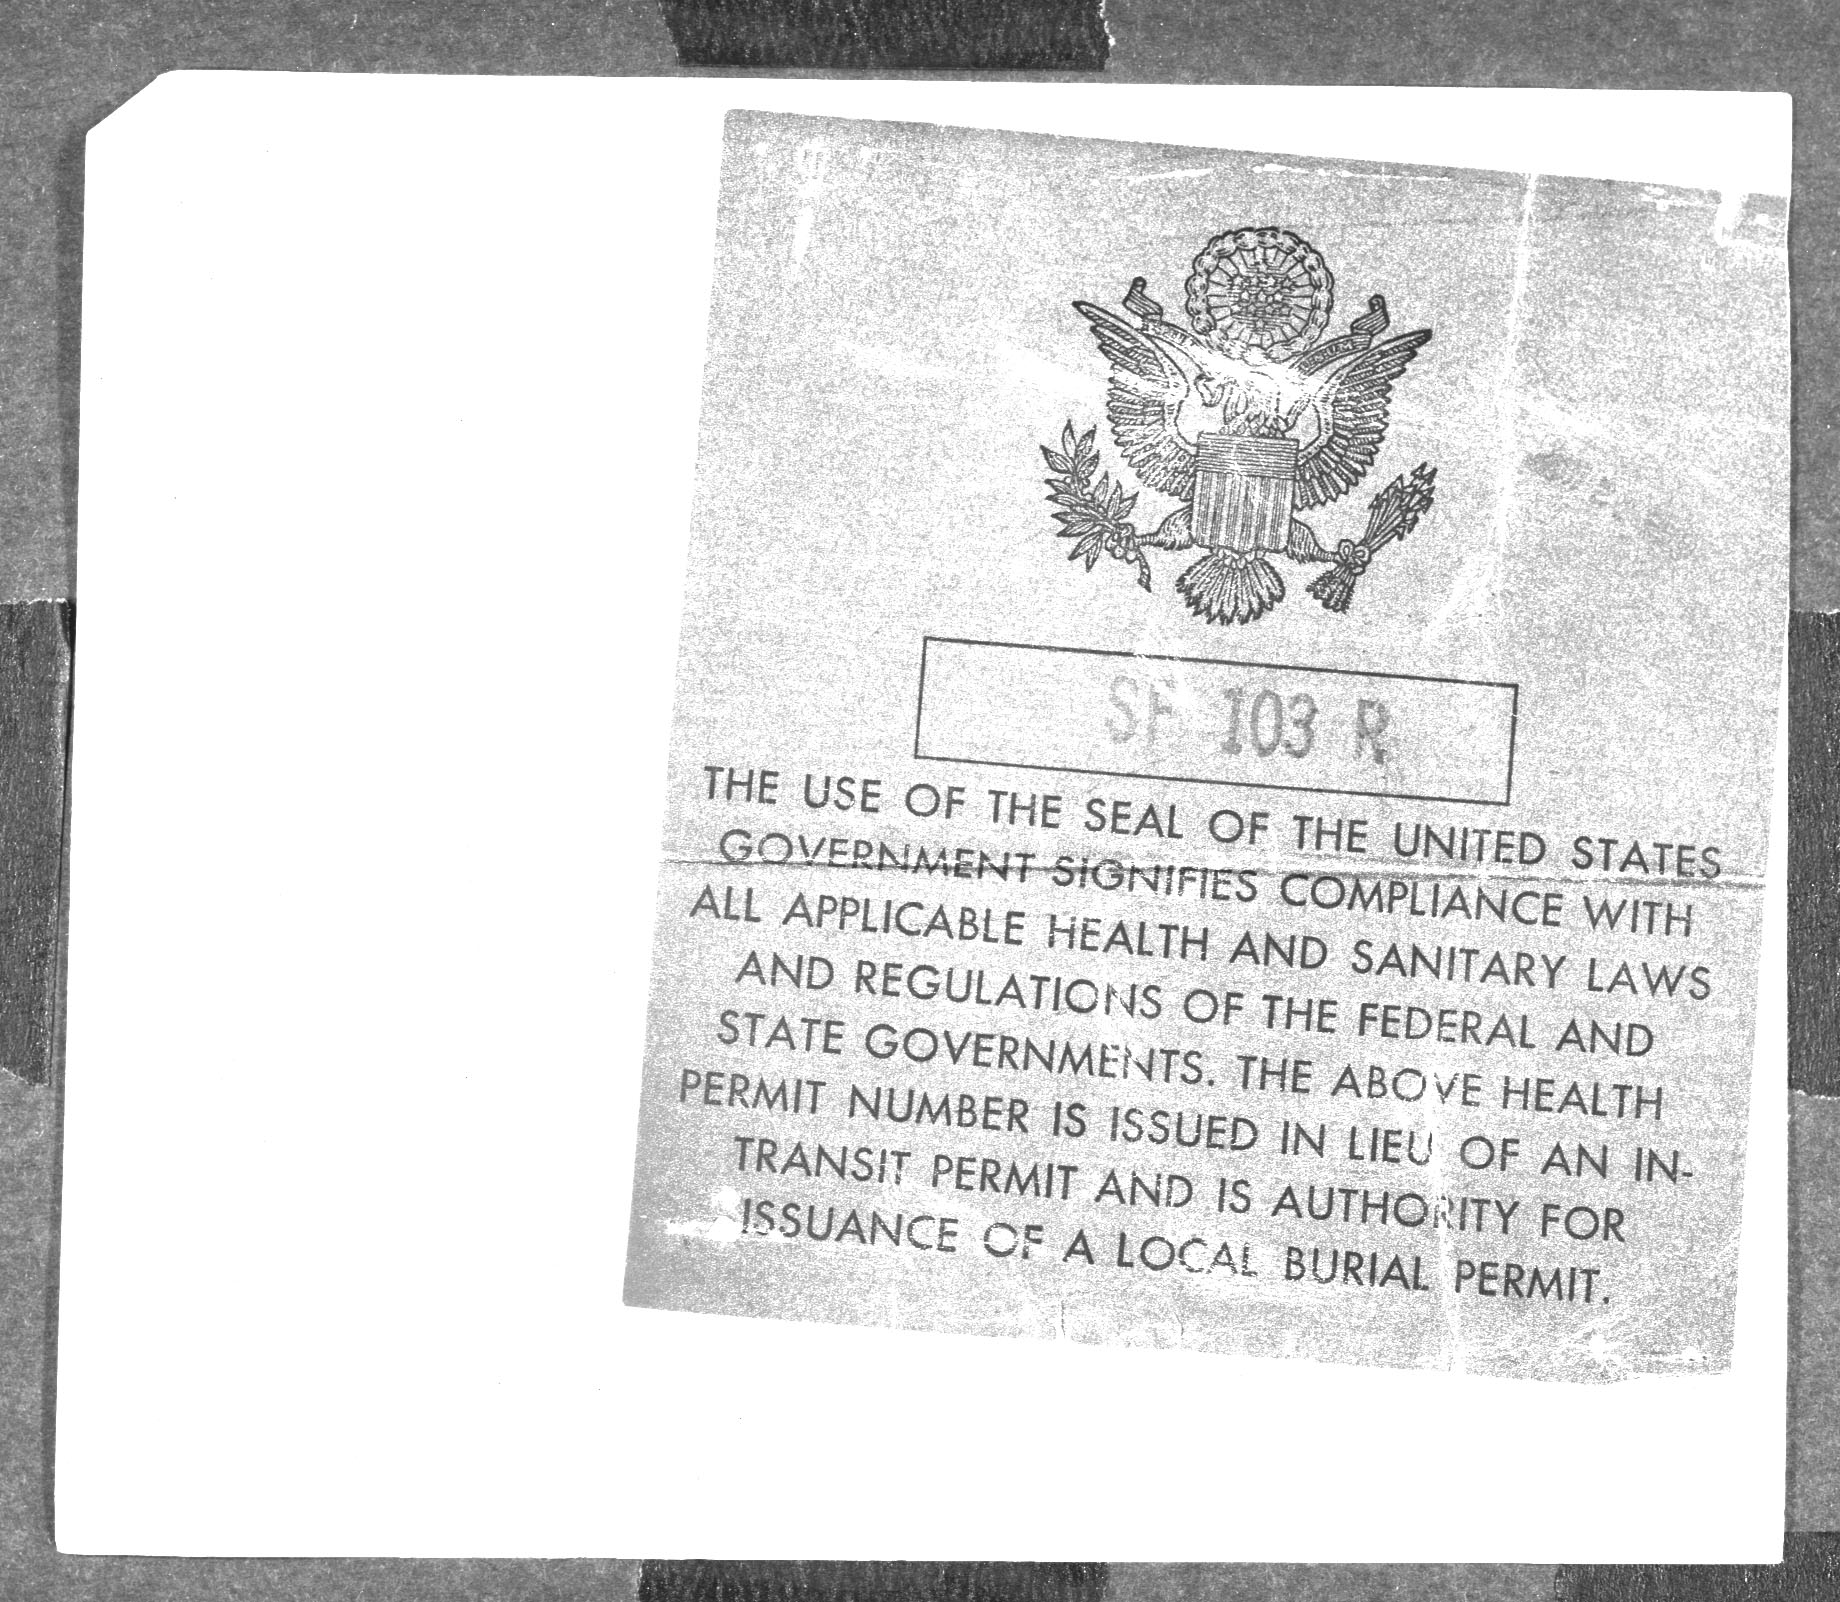 SF 103 R
THE USE OF THE SEAL OF THE UNITED STATES
GOVERNMENT SIGNIFIES COMPLIANCE WITH
ALL APPLICABLE HEALTH AND SANITARY LAWS
AND REGULATIONS OF THE FEDERAL AND
STATE GOVERNMENTS. THE ABOVE HEALTH
PERMIT NUMBER IS ISSUED IN LIEU OF AN IN-
TRANSIT PERMIT AND IS AUTHORITY FOR
ISSUANCE OF A LOCAL BURIAL PERMIT.